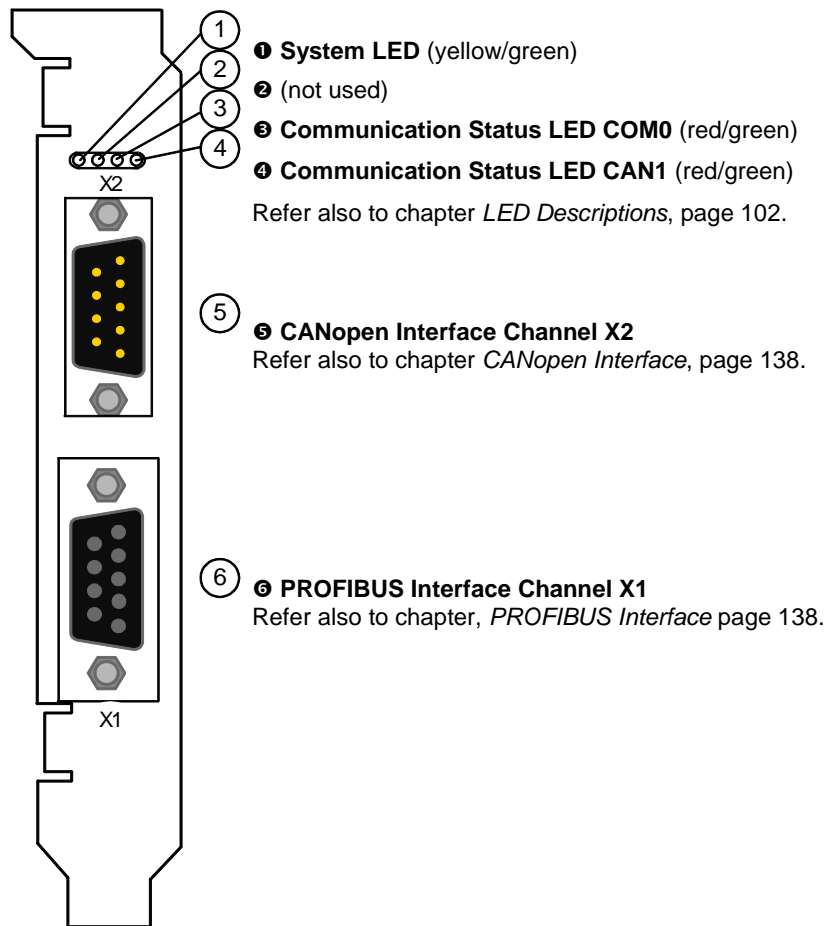 1
❶ System LED (yellow/green)
2
❷ (not used)
3
❸ Communication Status LED COM0 (red/green)
4
❹ Communication Status LED CAN1 (red/green)
X2
Refer also to chapter LED Descriptions, page 102.
5
❺ CANopen Interface Channel X2
Refer also to chapter CANopen Interface, page 138.
6
❻ PROFIBUS Interface Channel X1
Refer also to chapter, PROFIBUS Interface page 138.
X1